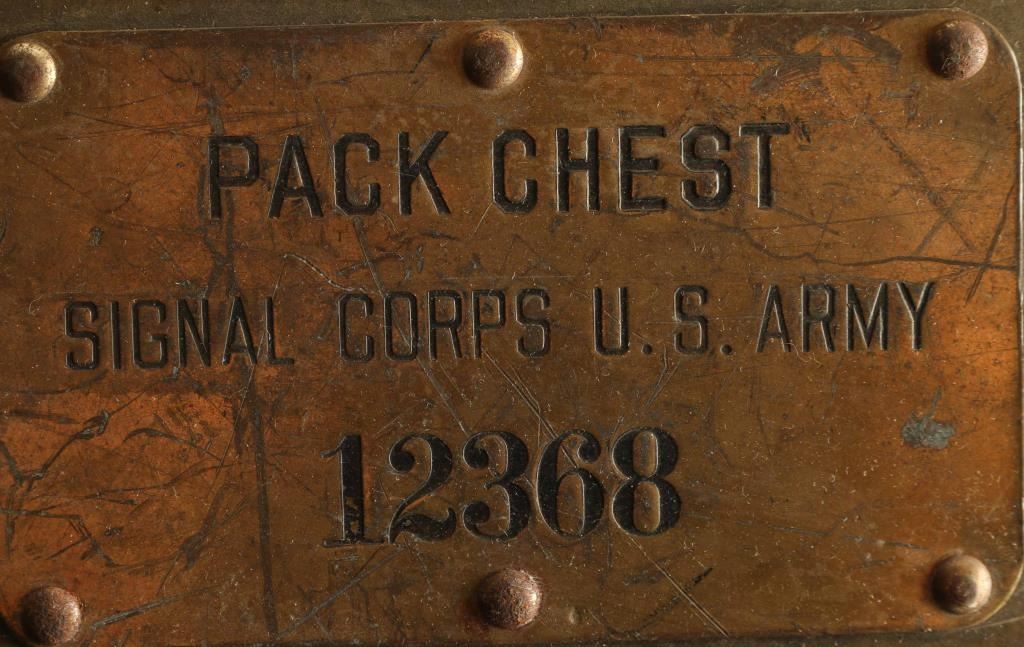 PACK CHEST
SIGNAL CORPS U.S. ARMY
12368